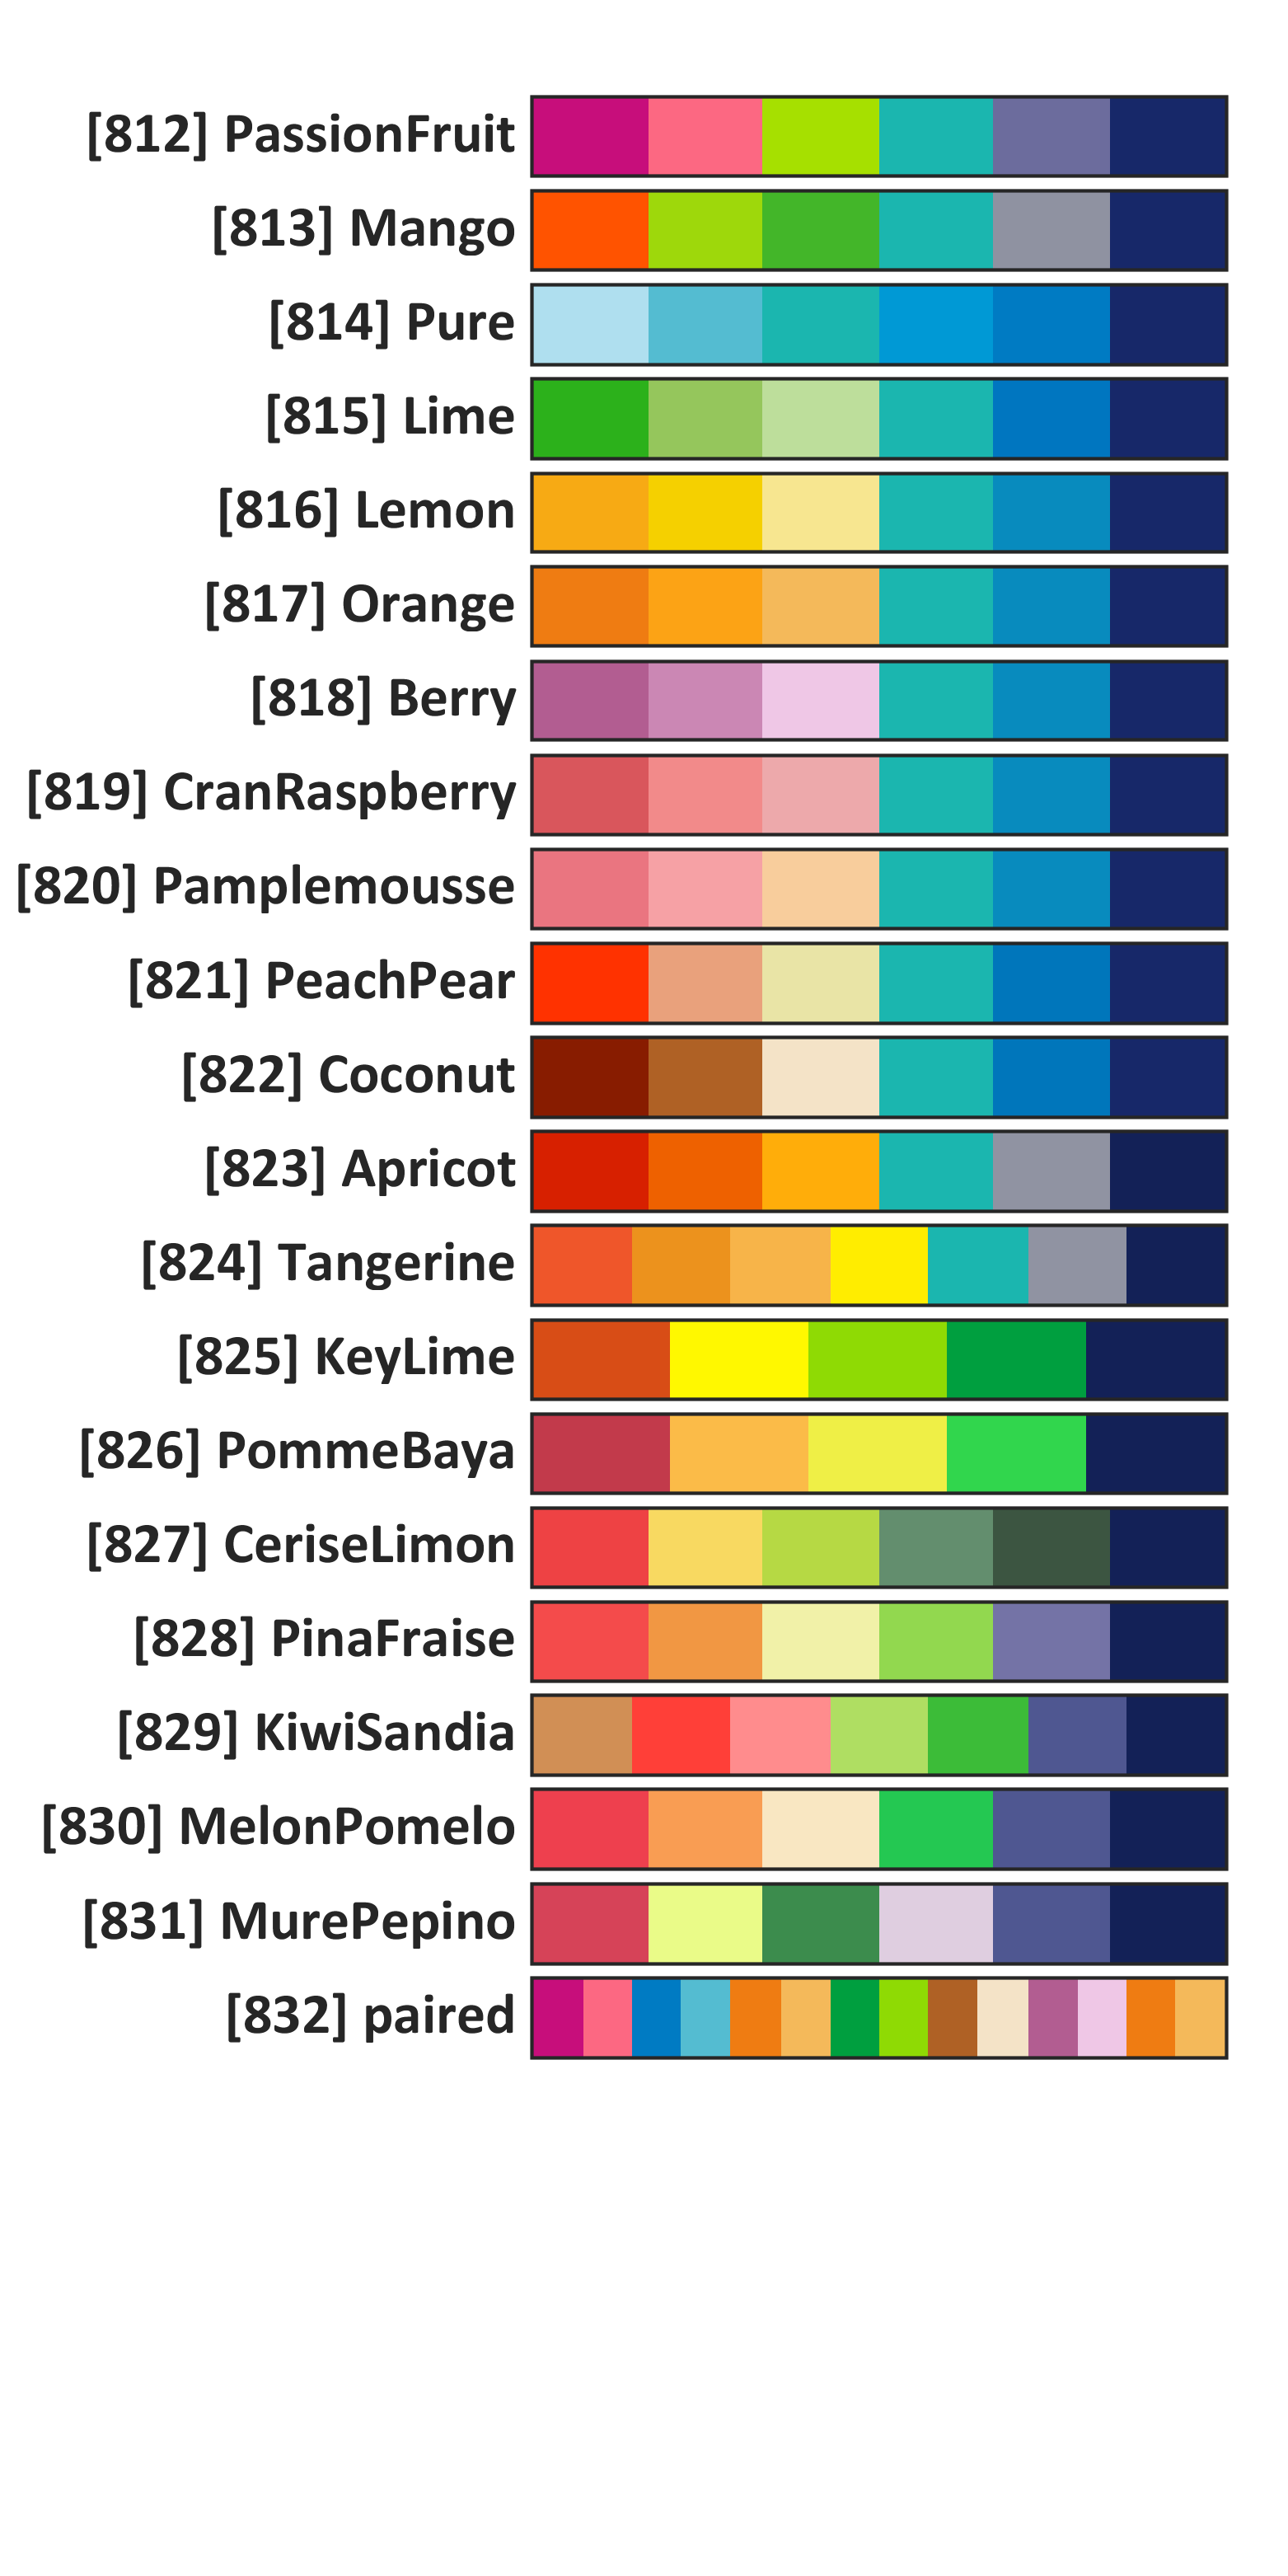 [812] PassionFruit
[813] Mango
[814] Pure
[815] Lime
[816] Lemon
[817] Orange
[818] Berry
[819] CranRaspberry
[820] Pamplemousse
[821] PeachPear
[822] Coconut
[823] Apricot
[824] Tangerine
[825] KeyLime
[826] PommeBaya
[827] CeriseLimon
[828] PinaFraise
[829] KiwiSandia
[830] MelonPomelo
[831] MurePepino
[832] paired